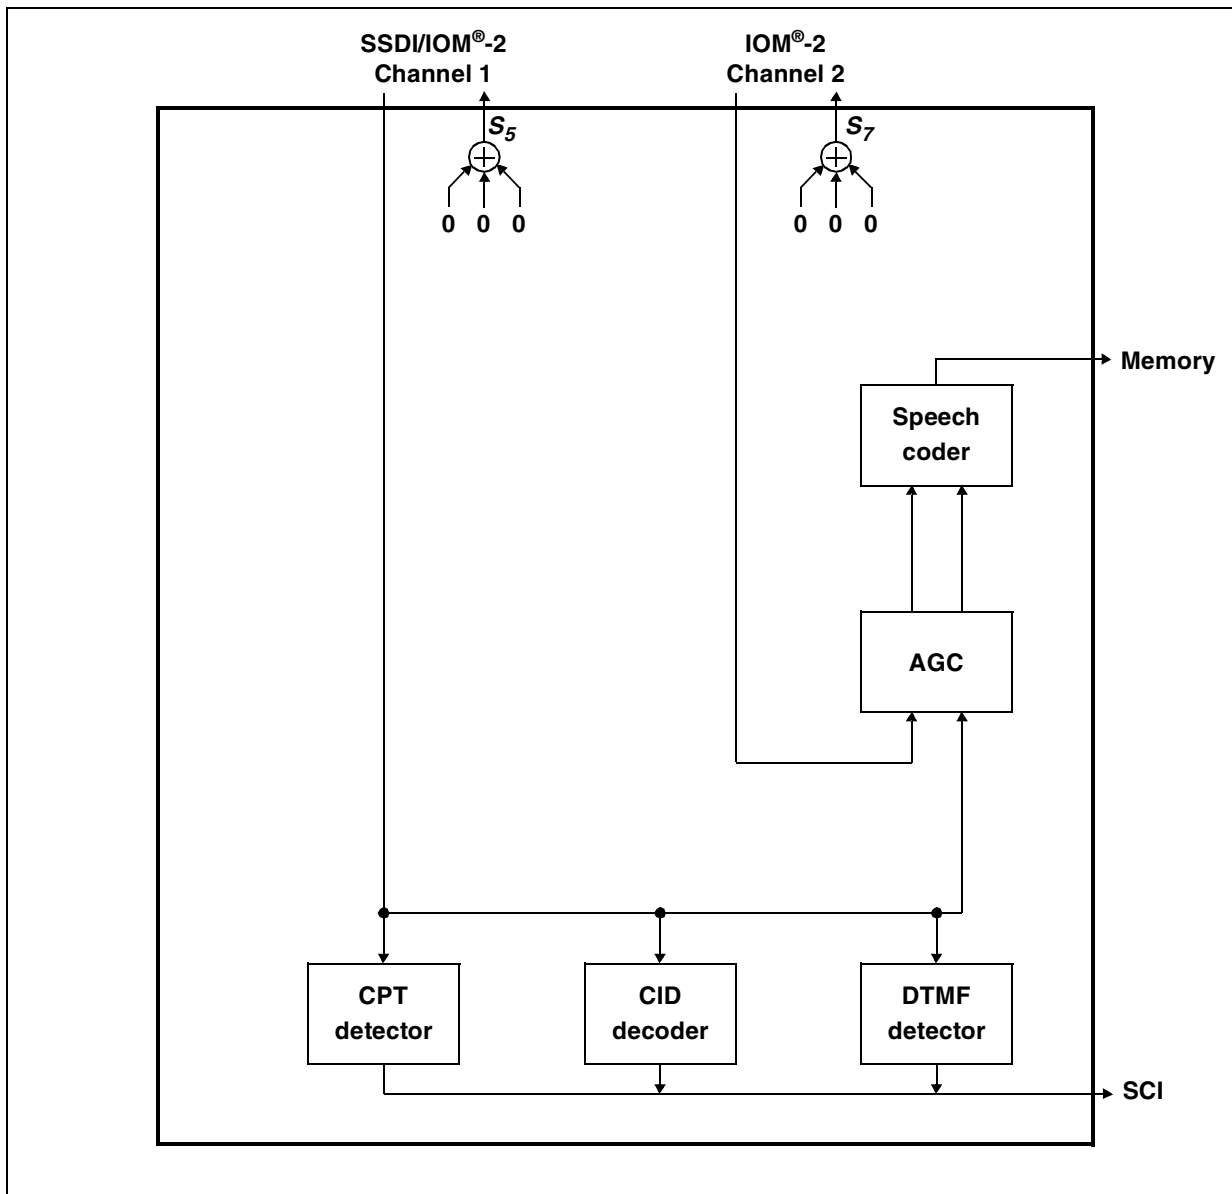 SSDI/IOM®-2
Channel 1
IOM®-2
Channel 2
S5
S7
0 0 0
0 0 0
Memory
Speech
coder
AGC
CPT
detector
CID
decoder
DTMF
detector
SCI